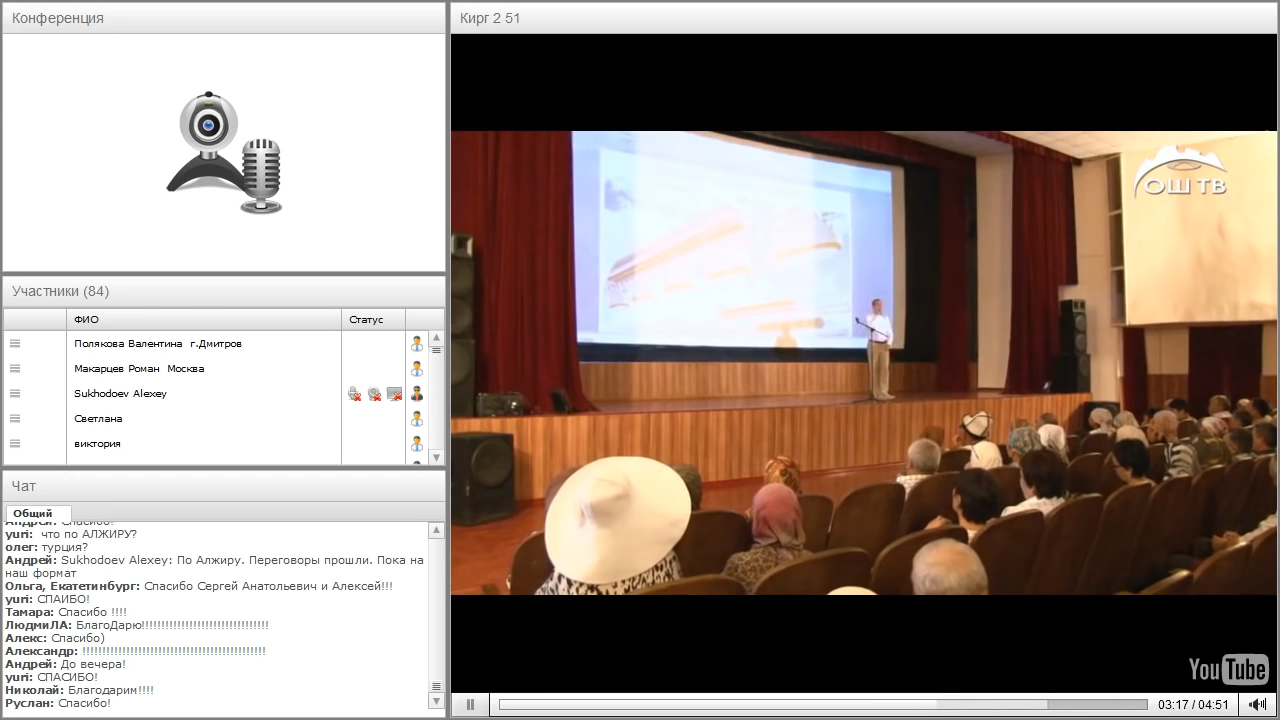 Конференция
Кирг 2 51
ОШ ТВ
Участники (84)
ФИО
Статус
Полякова Валентина г.Дмитров
Макарцев Роман Москва
Sukhodoev Alexey
Светлана
виктория
Чат
Общий
Андрей: Спасибо!
yuri: что по АЛЖИРУ?
олег: турция?
Андрей: Sukhodoev Alexey: По Алжиру. Переговоры прошли. Пока на
наш формат
Ольга, Екатетинбург: Спасибо Сергей Анатольевич и Алексей!!!
yuri: СПАИБО!
Тамара: Спасибо !!!!
ЛюдмиЛА: БлагоДарю!!!!!!!!!!!!!!!!!!!!!!!!!!!!!!!!
Алекс: Спасибо)
Александр: !!!!!!!!!!!!!!!!!!!!!!!!!!!!!!!!!!!!!!!!!!!!!!
Андрей: До вечера!
yuri: СПАСИБО!
Николай: Благодарим!!!!
Руслан: Спасибо!
YouTube
03:17 / 04:51